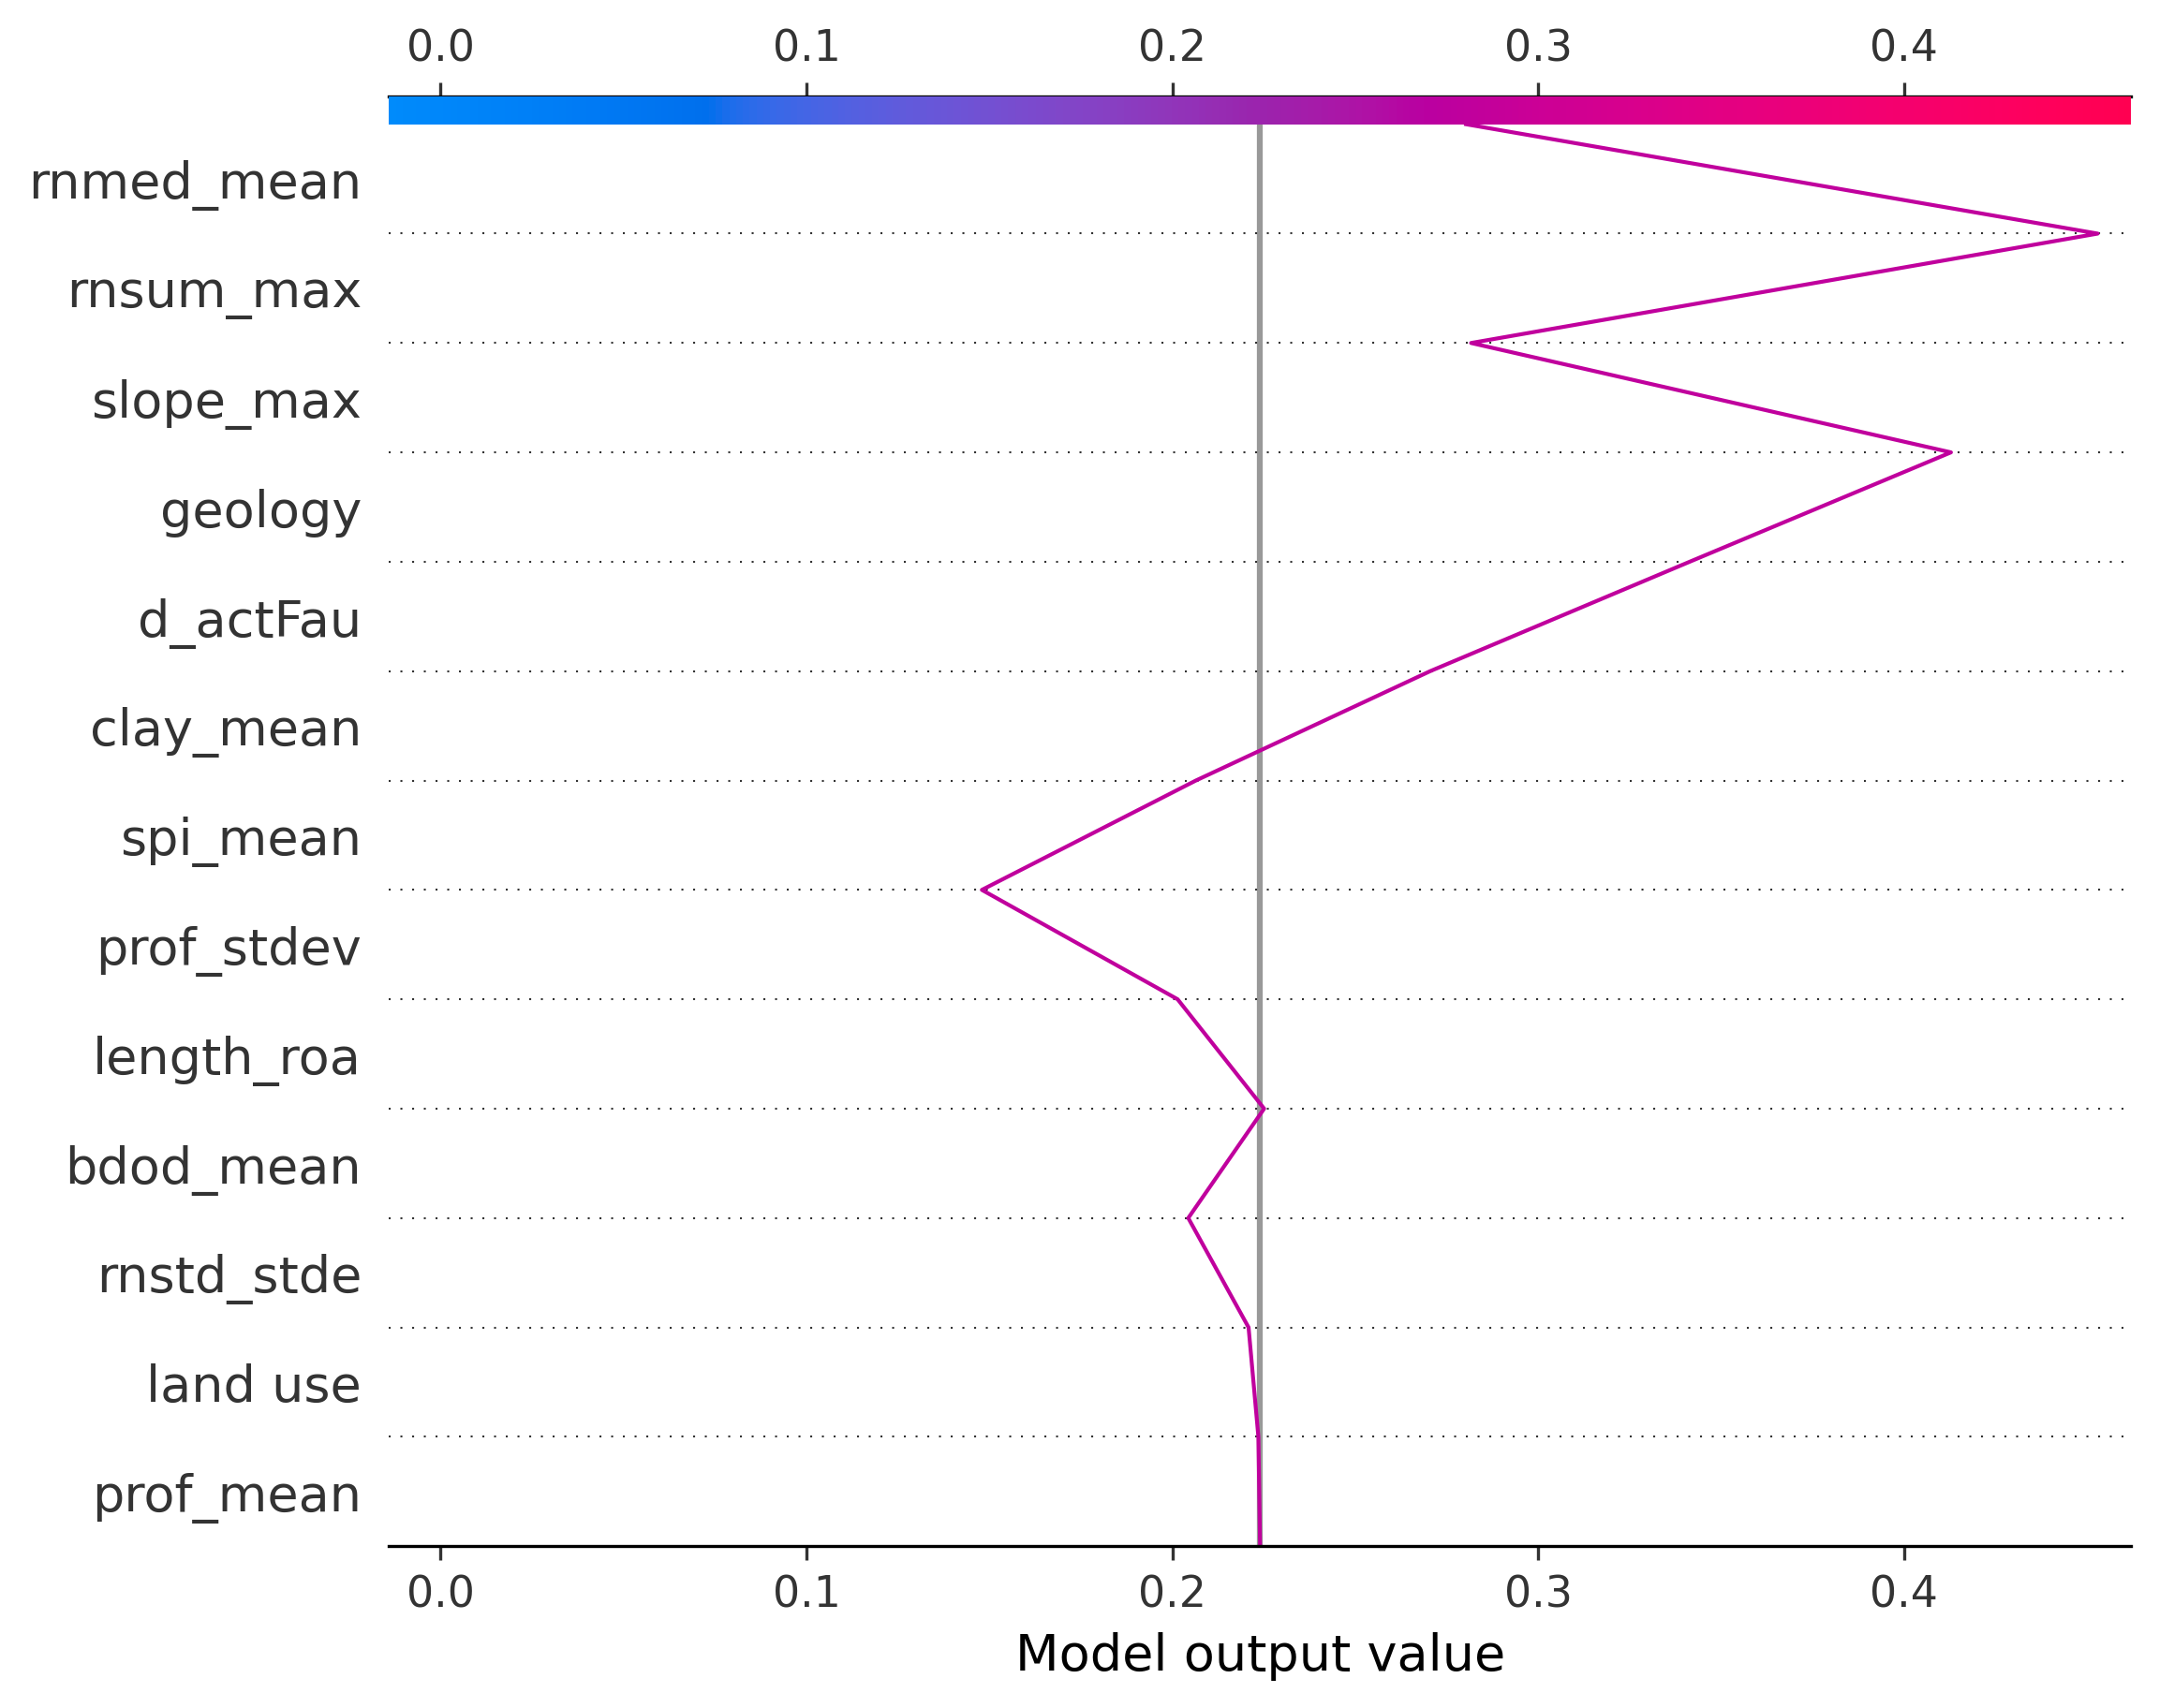 0.0 0.1 0.2 0.3 0.4
rnmed_mean
rnsum_max
slope_max
geology
d_actFau
clay_mean
spi_mean
prof_stdev
length_roa
bdod_mean
rnstd_stde
land use
prof_mean
0.0 0.1 0.2 0.3 0.4
Model output value